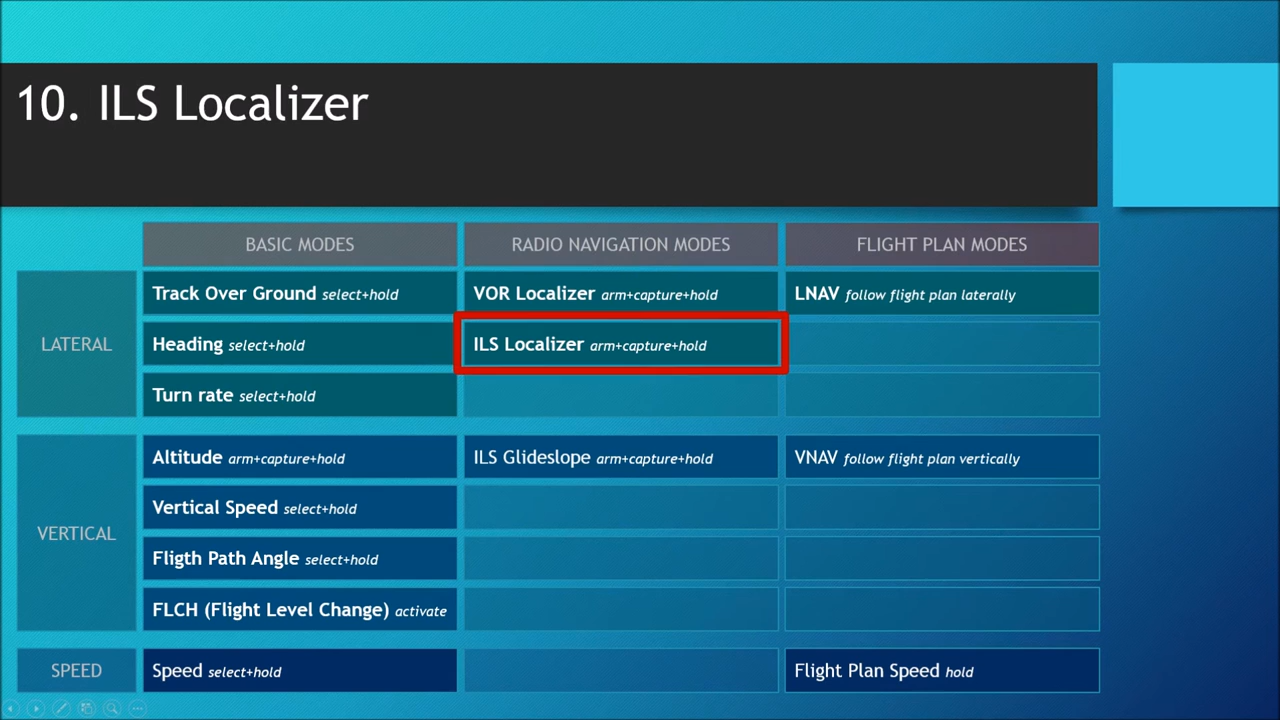 10. ILS Localizer
BASIC MODES RADIO NAVIGATION MODES FLIGHT PLAN MODES
LATERAL
Track Over Ground select+hold VOR Localizer arm+capture+hold LNAV follow flight plan laterally
Heading select+hold ILS Localizer arm+capture+hold
Turn rate select+hold
VERTICAL
Altitude arm+capture+hold ILS Glideslope arm+capture+hold VNAV follow flight plan vertically
Vertical Speed select+hold
Fligth Path Angle select+hold
FLCH (Flight Level Change) activate
SPEED Speed select+hold Flight Plan Speed hold